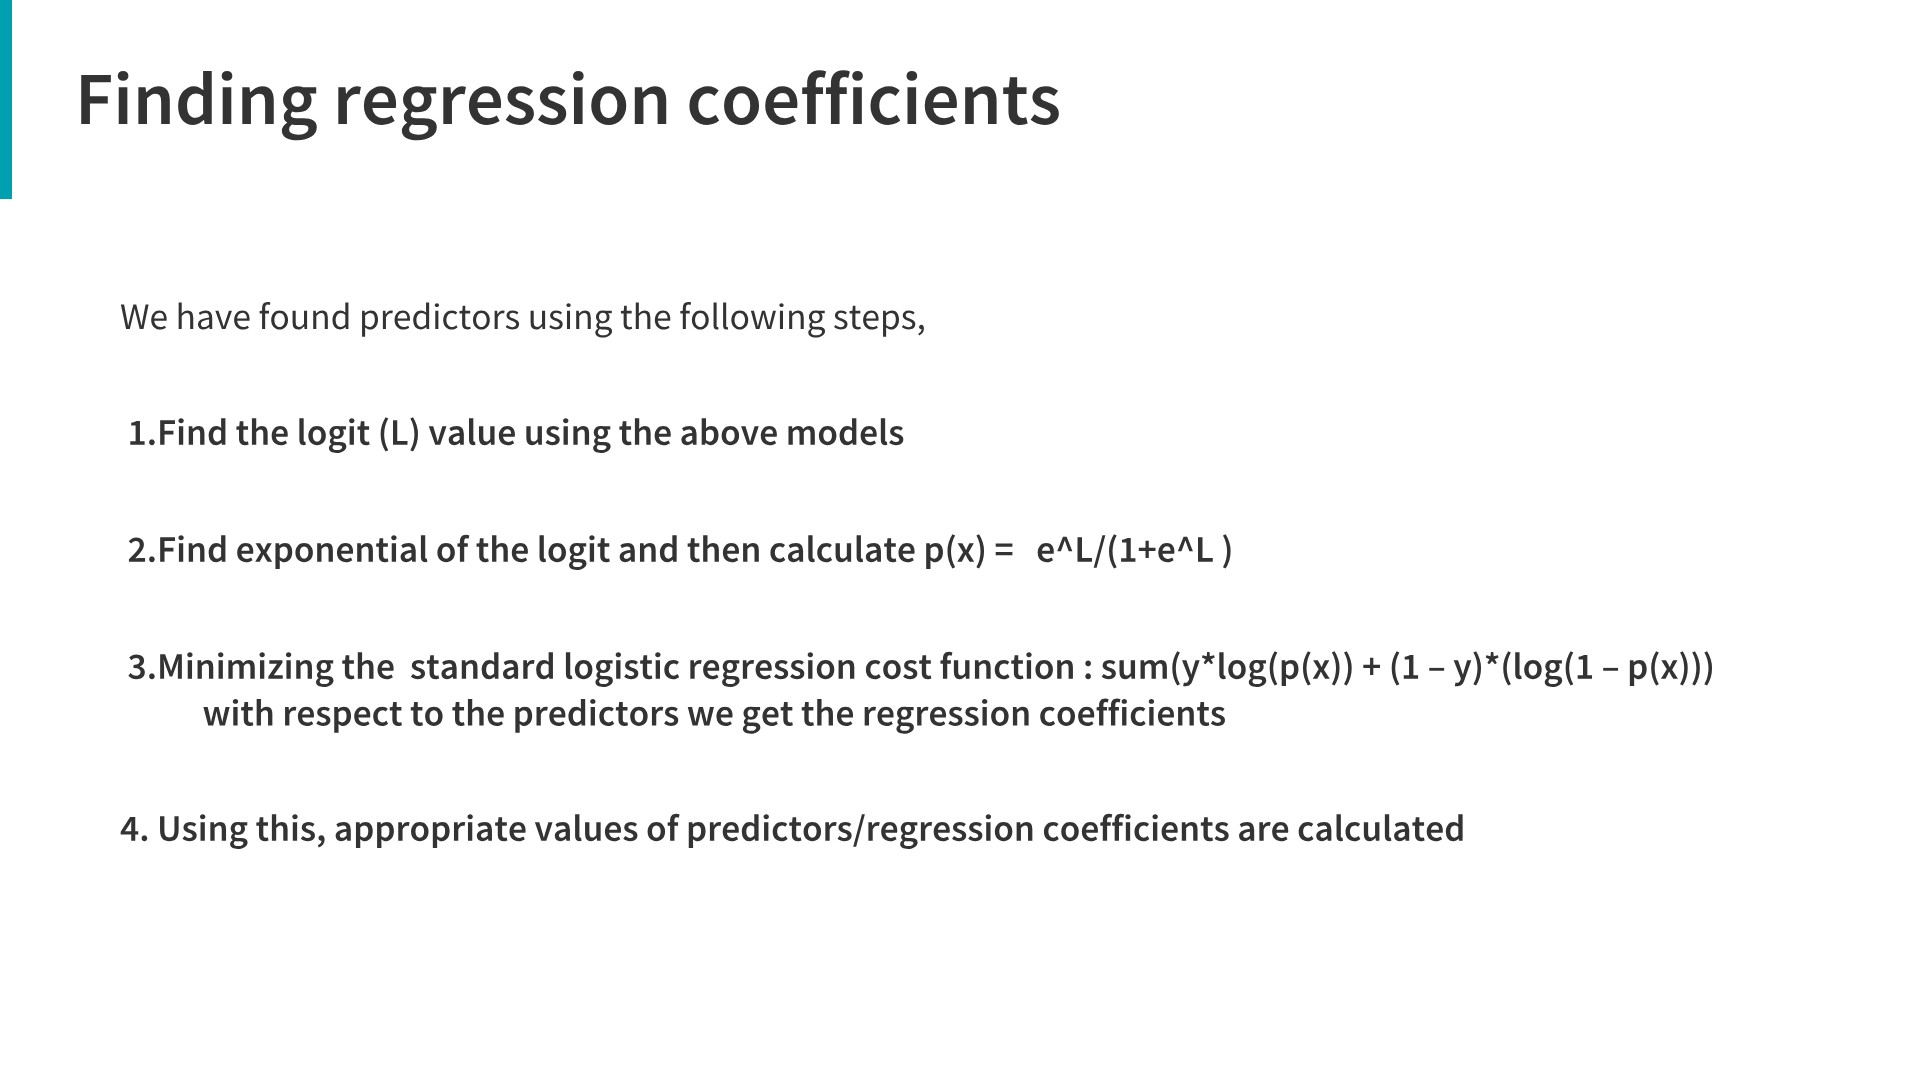 Finding regression coefficients
We have found predictors using the following steps,
1.Find the logit (L) value using the above models
2.Find exponential of the logit and then calculate p(x) =   e^L/(1+e^L )
3.Minimizing the  standard logistic regression cost function : sum(y*log(p(x)) + (1 – y)*(log(1 – p(x)))
with respect to the predictors we get the regression coefficients
4. Using this, appropriate values of predictors/regression coefficients are calculated